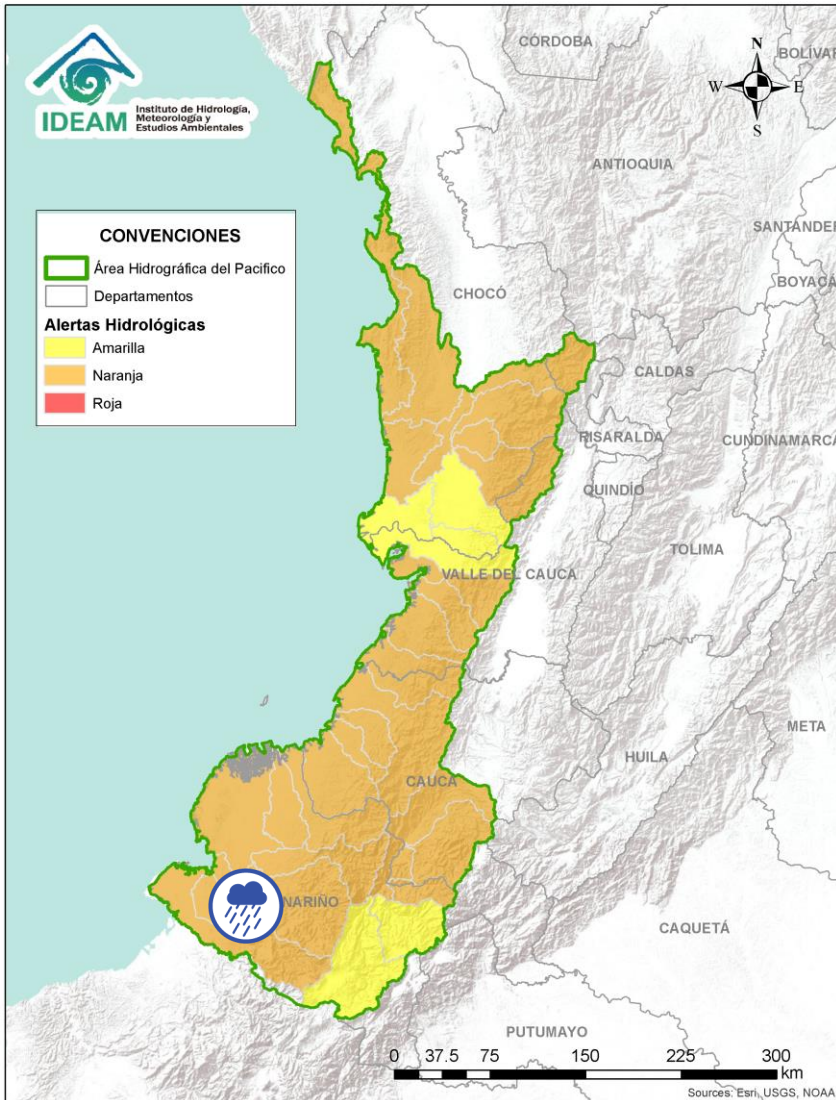 IDEAM
Instituto de Hidrología,
Meteorología y
Estudios Ambientales
CÓRDOBA
BOLÍVAR
N
W
E
S
ANTIOQUIA
SANTANDER
BOYACÁ
CONVENCIONES
Área Hidrográfica del Pacifico
Departamentos
Alertas Hidrológicas
Amarilla
Naranja
Roja
CHOCÓ
CALDAS
RISARALDA
CUNDINAMARCA
QUINDÍO
TOLIMA
VALLE DEL CAUCA
META
HUILA
CAUCA
NARIÑO
CAQUETÁ
PUTUMAYO
0 37.5 75 150 225 300
km
Sources: Esri, USGS, NOAA